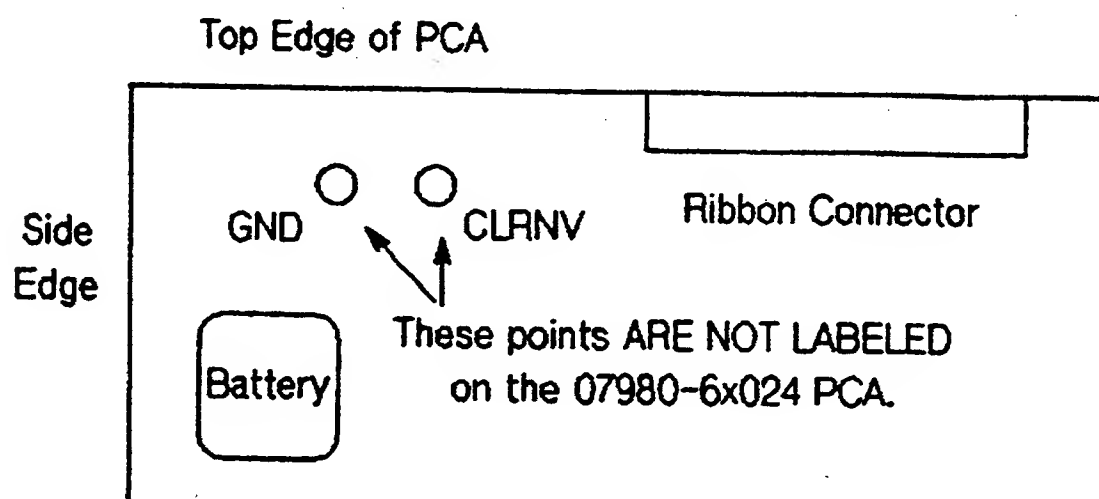 Top Edge of PCA
Side
Edge
GND
CLRNV
Ribbon Connector
These points ARE NOT LABELED
on the 07980-6x024 PCA.
Battery